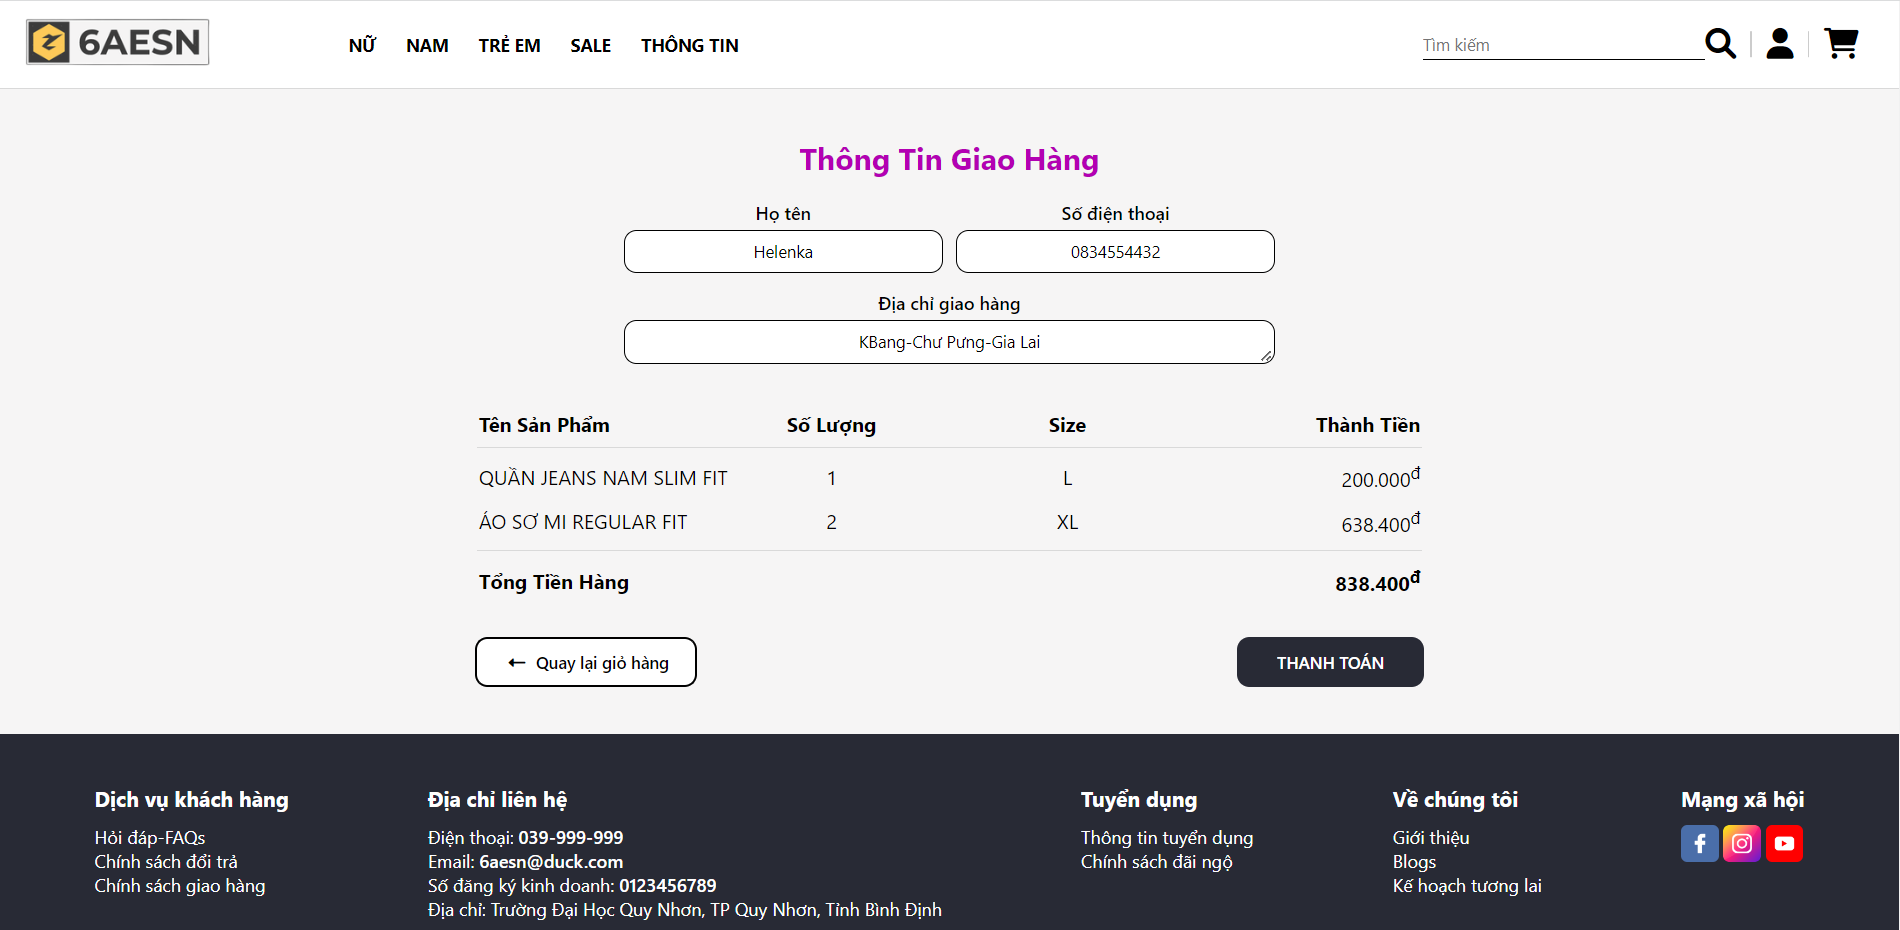 6AESN
NỮ NAM TRẺ EM SALE THÔNG TIN Tìm kiếm
Thông Tin Giao Hàng
Họ tên Số điện thoại
Helenka 0834554432
Địa chỉ giao hàng
KBang-Chư Pưng-Gia Lai
Tên Sản Phẩm Số Lượng Size Thành Tiền
QUẦN JEANS NAM SLIM FIT 1 L 200.000đ
ÁO SƠ MI REGULAR FIT 2 XL 638.400đ
Tổng Tiền Hàng 838.400đ
← Quay lại giỏ hàng THANH TOÁN
Dịch vụ khách hàng
Hỏi đáp-FAQs
Chính sách đổi trả
Chính sách giao hàng
Địa chỉ liên hệ
Điện thoại: 039-999-999
Email: 6aesn@duck.com
Số đăng ký kinh doanh: 0123456789
Địa chỉ: Trường Đại Học Quy Nhơn, TP Quy Nhơn, Tỉnh Bình Định
Tuyển dụng
Thông tin tuyển dụng
Chính sách đãi ngộ
Về chúng tôi
Giới thiệu
Blogs
Kế hoạch tương lai
Mạng xã hội